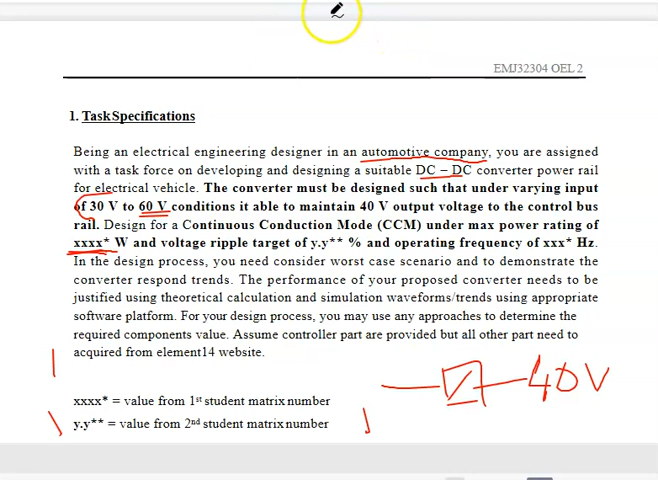 EMJ32304 OEL 2
1. Task Specifications
Being an electrical engineering designer in an automotive company, you are assigned
with a task force on developing and designing a suitable DC – DC converter power rail
for electrical vehicle. The converter must be designed such that under varying input
of 30 V to 60 V conditions it able to maintain 40 V output voltage to the control bus
rail. Design for a Continuous Conduction Mode (CCM) under max power rating of
xxxx* W and voltage ripple target of y.y** % and operating frequency of xxx* Hz.
In the design process, you need consider worst case scenario and to demonstrate the
converter respond trends. The performance of your proposed converter needs to be
justified using theoretical calculation and simulation waveforms/trends using appropriate
software platform. For your design process, you may use any approaches to determine the
required components value. Assume controller part are provided but all other part need to
acquired from element14 website.
40V
xxxx* = value from 1st student matrix number
y.y** = value from 2nd student matrix number